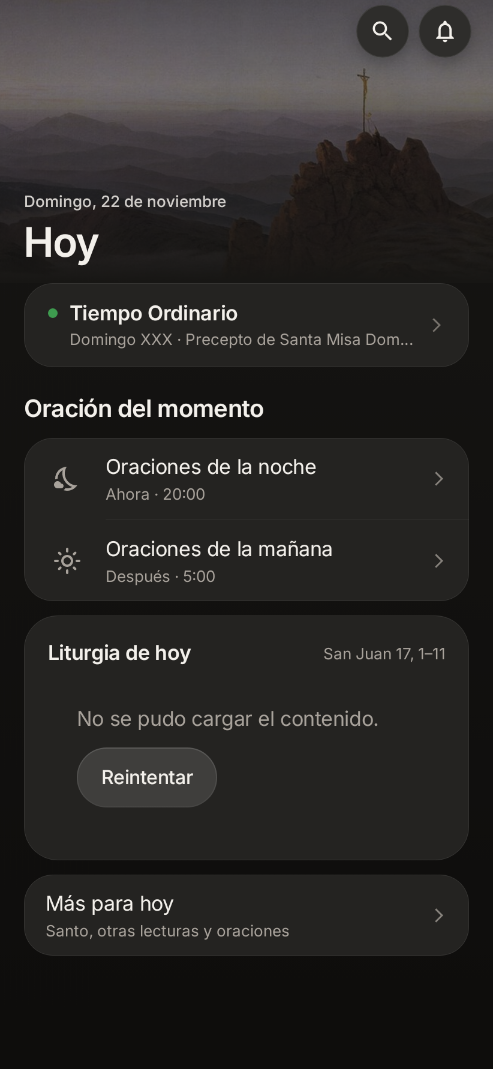 Domingo, 22 de noviembre
Hoy
Tiempo Ordinario
Domingo XXX · Precepto de Santa Misa Dom...
Oración del momento
Oraciones de la noche
Ahora · 20:00
Oraciones de la mañana
Después · 5:00
Liturgia de hoy
San Juan 17, 1–11
No se pudo cargar el contenido.
Reintentar
Más para hoy
Santo, otras lecturas y oraciones